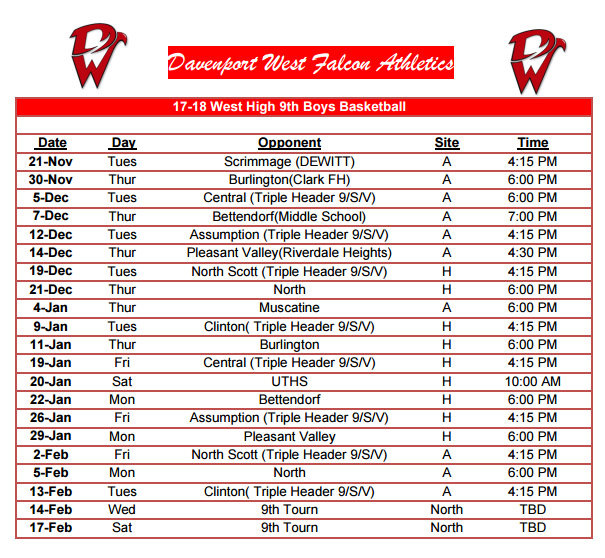 DW
Davenport West Falcon Athletics
DW
17-18 West High 9th Boys Basketball
Date Day Opponent Site Time
21-Nov Tues Scrimmage (DEWITT) A 4:15 PM
30-Nov Thur Burlington(Clark FH) A 6:00 PM
5-Dec Tues Central (Triple Header 9/S/V) A 6:00 PM
7-Dec Thur Bettendorf(Middle School) A 7:00 PM
12-Dec Tues Assumption (Triple Header 9/S/V) A 4:15 PM
14-Dec Thur Pleasant Valley(Riverdale Heights) A 4:30 PM
19-Dec Tues North Scott (Triple Header 9/S/V) H 4:15 PM
21-Dec Thur North H 6:00 PM
4-Jan Thur Muscatine A 6:00 PM
9-Jan Tues Clinton( Triple Header 9/S/V) H 4:15 PM
11-Jan Thur Burlington H 6:00 PM
19-Jan Fri Central (Triple Header 9/S/V) H 4:15 PM
20-Jan Sat UTHS H 10:00 AM
22-Jan Mon Bettendorf H 6:00 PM
26-Jan Fri Assumption (Triple Header 9/S/V) H 4:15 PM
29-Jan Mon Pleasant Valley H 6:00 PM
2-Feb Fri North Scott (Triple Header 9/S/V) A 4:15 PM
5-Feb Mon North A 6:00 PM
13-Feb Tues Clinton( Triple Header 9/S/V) A 4:15 PM
14-Feb Wed 9th Tourn North TBD
17-Feb Sat 9th Tourn North TBD